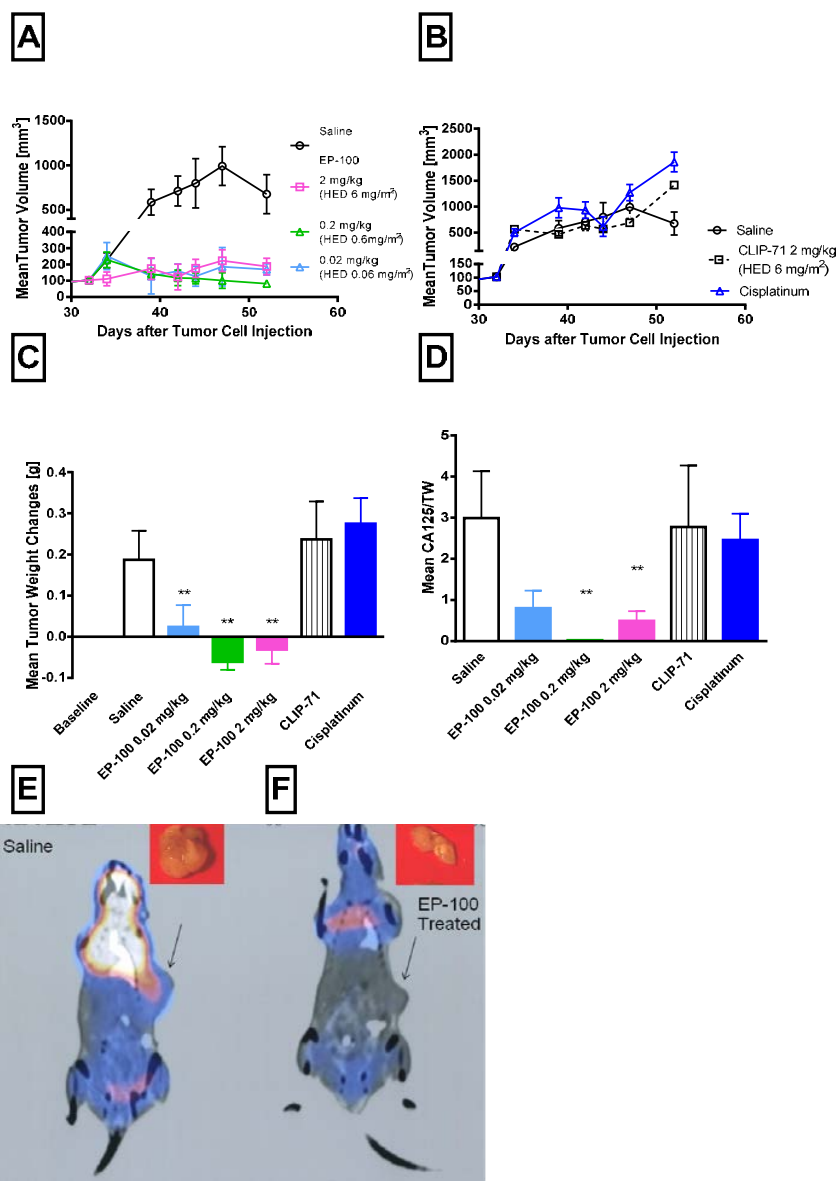 A
Mean Tumor Volume [mm³]
1500
1000
500
400
300
200
100
0
30
40
50
60
Days after Tumor Cell Injection
Saline
EP-100
2 mg/kg
(HED 6 mg/m²)
0.2 mg/kg
(HED 0.6mg/m²)
0.02 mg/kg
(HED 0.06 mg/m²)
B
Mean Tumor Volume [mm³]
2500
2000
1500
1000
500
150
100
50
0
30
40
50
60
Days after Tumor Cell Injection
Saline
CLIP-71 2 mg/kg
(HED 6 mg/m²)
Cisplatinum
C
Mean Tumor Weight Changes [g]
0.4
0.3
0.2
0.1
0.0
-0.1
**
**
**
Baseline
Saline
EP-100 0.02 mg/kg
EP-100 0.2 mg/kg
EP-100 2 mg/kg
CLIP-71
Cisplatinum
D
Mean CA125/TW
5
4
3
2
1
0
**
**
Saline
EP-100 0.02 mg/kg
EP-100 0.2 mg/kg
EP-100 2 mg/kg
CLIP-71
Cisplatinum
E
Saline
F
EP-100
Treated